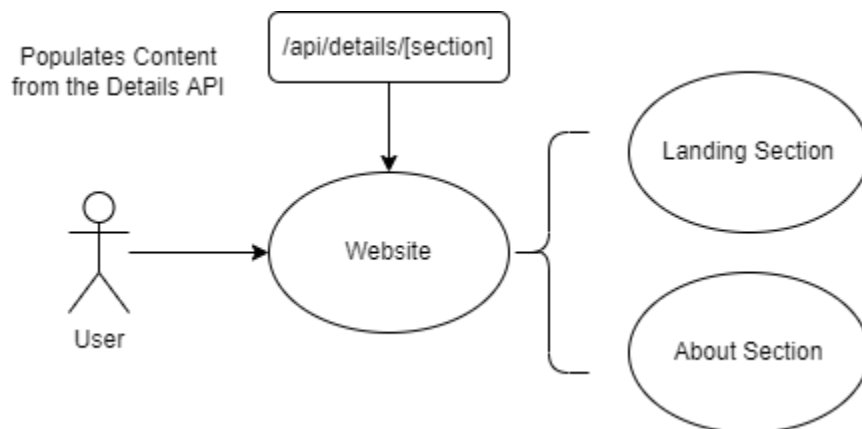 Populates Content
from the Details API
/api/details/[section]
Landing Section
Website
User
About Section